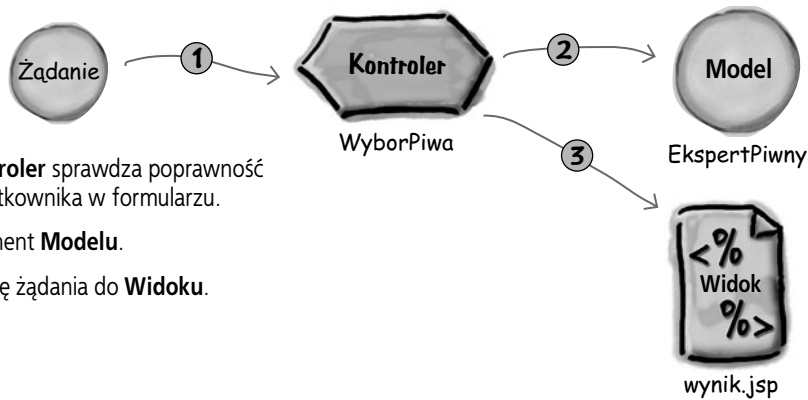 Żądanie
1
Kontroler
WyborPiwa
2
Model
EkspertPiwny
3
<%
Widok
%>
wynik.jsp
roler sprawdza poprawność
tkownika w formularzu.
nent Modelu.
ę żądania do Widoku.